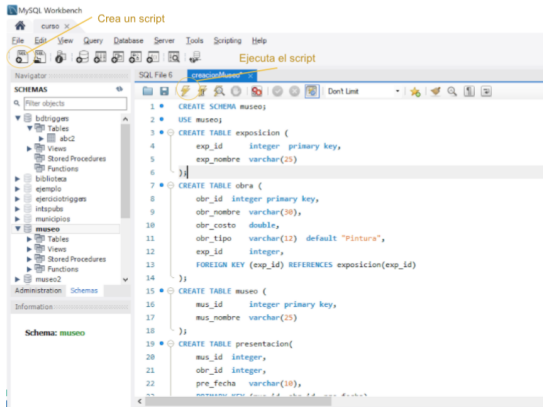 MySQL Workbench
Crea un script
curso ×
File Edit View Query Database Server Tools Scripting Help
Ejecuta el script
Navigator
SQL File 6
creacionMuseo* ×
SCHEMAS
Filter objects
Don't Limit
bdtriggers
Tables
abc2
Views
Stored Procedures
Functions
biblioteca
ejemplo
ejerciciotriggers
intspubs
municipios
museo
Tables
Views
Stored Procedures
Functions
museo2
Administration Schemas
Information
Schema: museo
1 CREATE SCHEMA museo;
2 USE museo;
3 CREATE TABLE exposicion (
4 exp_id integer primary key,
5 exp_nombre varchar(25)
6 );
7 CREATE TABLE obra (
8 obr_id integer primary key,
9 obr_nombre varchar(30),
10 obr_costo double,
11 obr_tipo varchar(12) default "Pintura",
12 exp_id integer,
13 FOREIGN KEY (exp_id) REFERENCES exposicion(exp_id)
14 );
15 CREATE TABLE museo (
16 mus_id integer primary key,
17 mus_nombre varchar(25)
18 );
19 CREATE TABLE presentacion(
20 mus_id integer,
21 obr_id integer,
22 pre_fecha varchar(10),